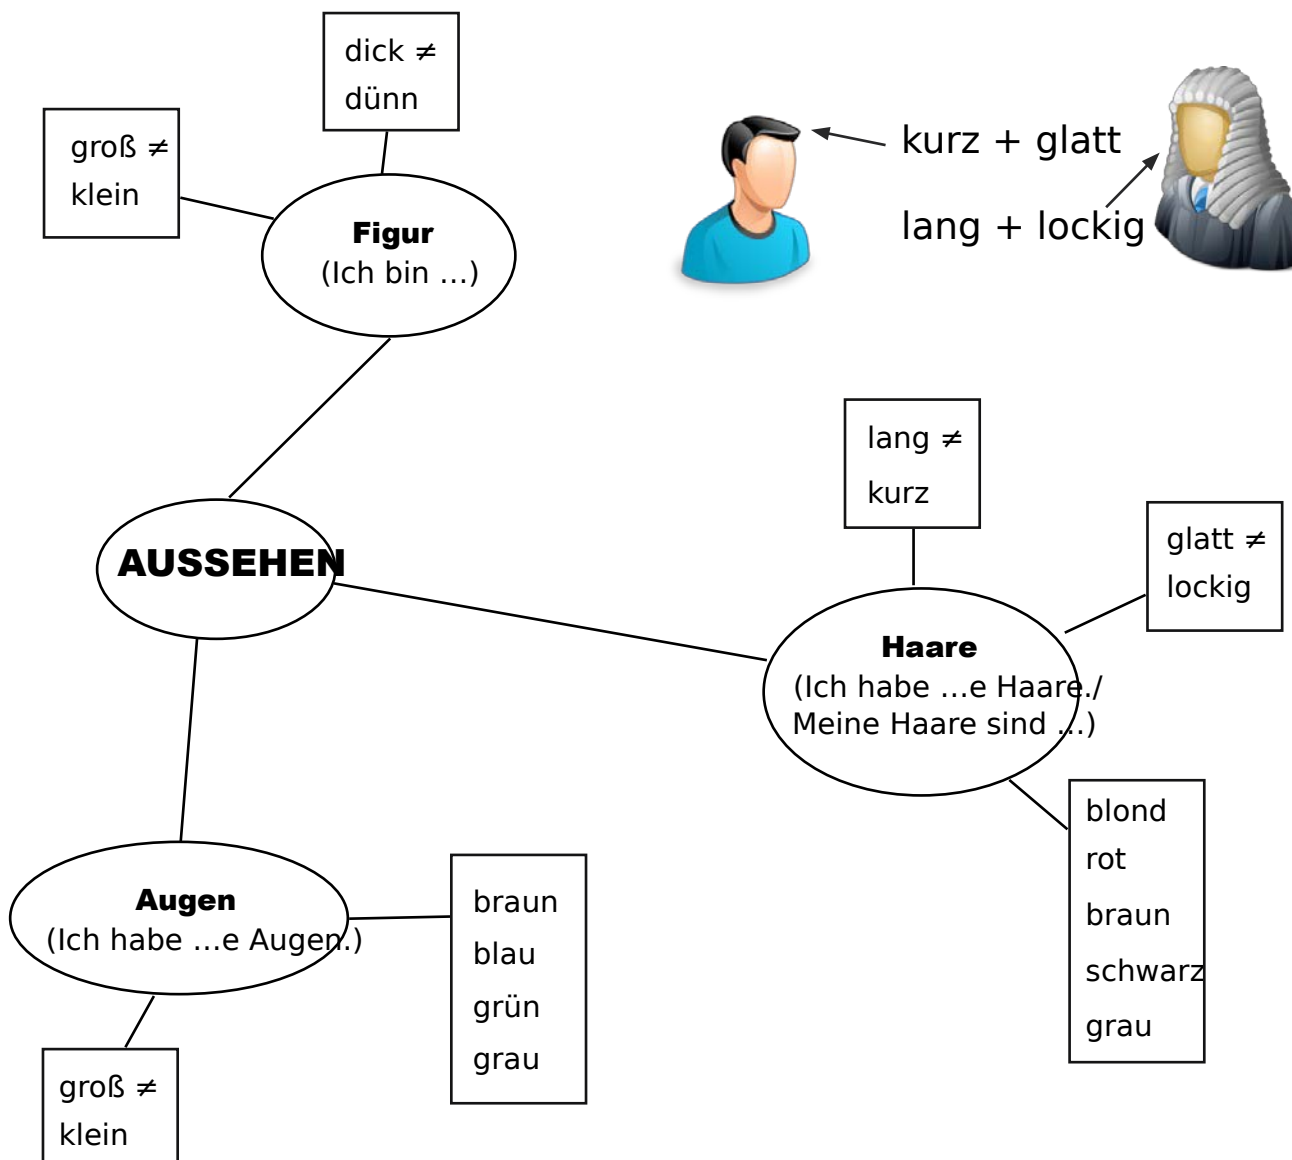 dick ≠
dünn
groß ≠
klein
Figur
(Ich bin ...)
kurz + glatt
lang + lockig
AUSSEHEN
lang ≠
kurz
glatt ≠
lockig
Haare
(Ich habe ...e Haare./
Meine Haare sind ...)
blond
rot
braun
schwarz
grau
Augen
(Ich habe ...e Augen.)
braun
blau
grün
grau
groß ≠
klein